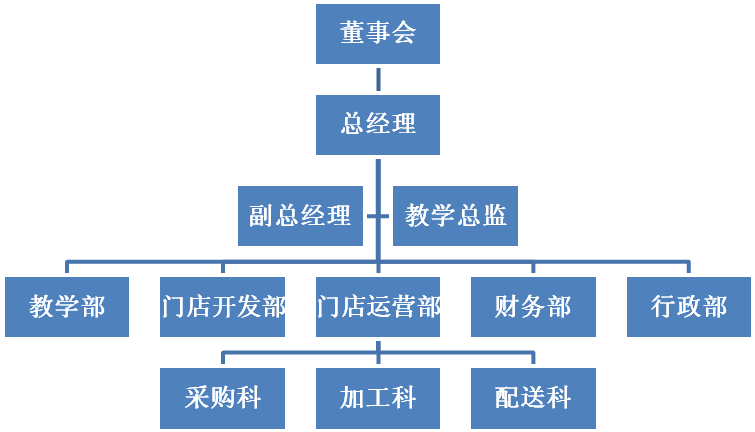 董事会
总经理
副总经理
教学总监
教学部
门店开发部
门店运营部
财务部
行政部
采购科
加工科
配送科